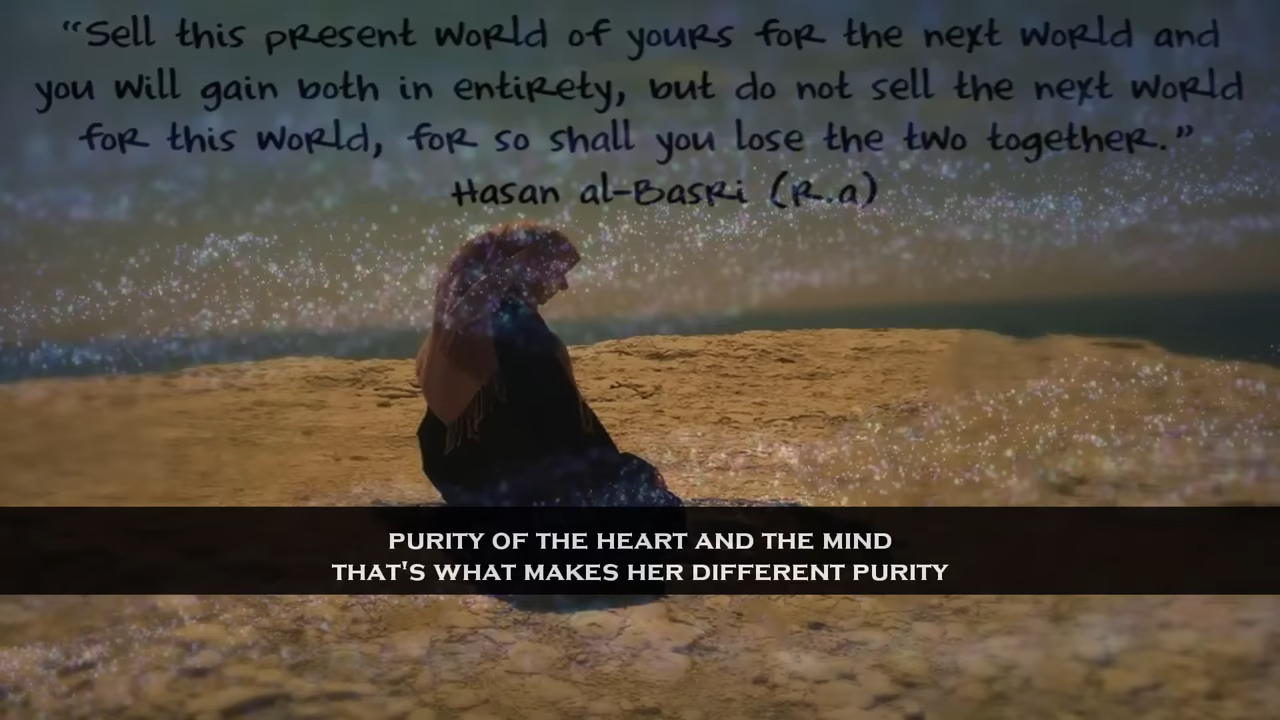 “Sell this present world of yours for the next world and
you will gain both in entirety, but do not sell the next world
for this world, for so shall you lose the two together.”
Hasan al-Basri (R.a)
PURITY OF THE HEART AND THE MIND
THAT'S WHAT MAKES HER DIFFERENT PURITY